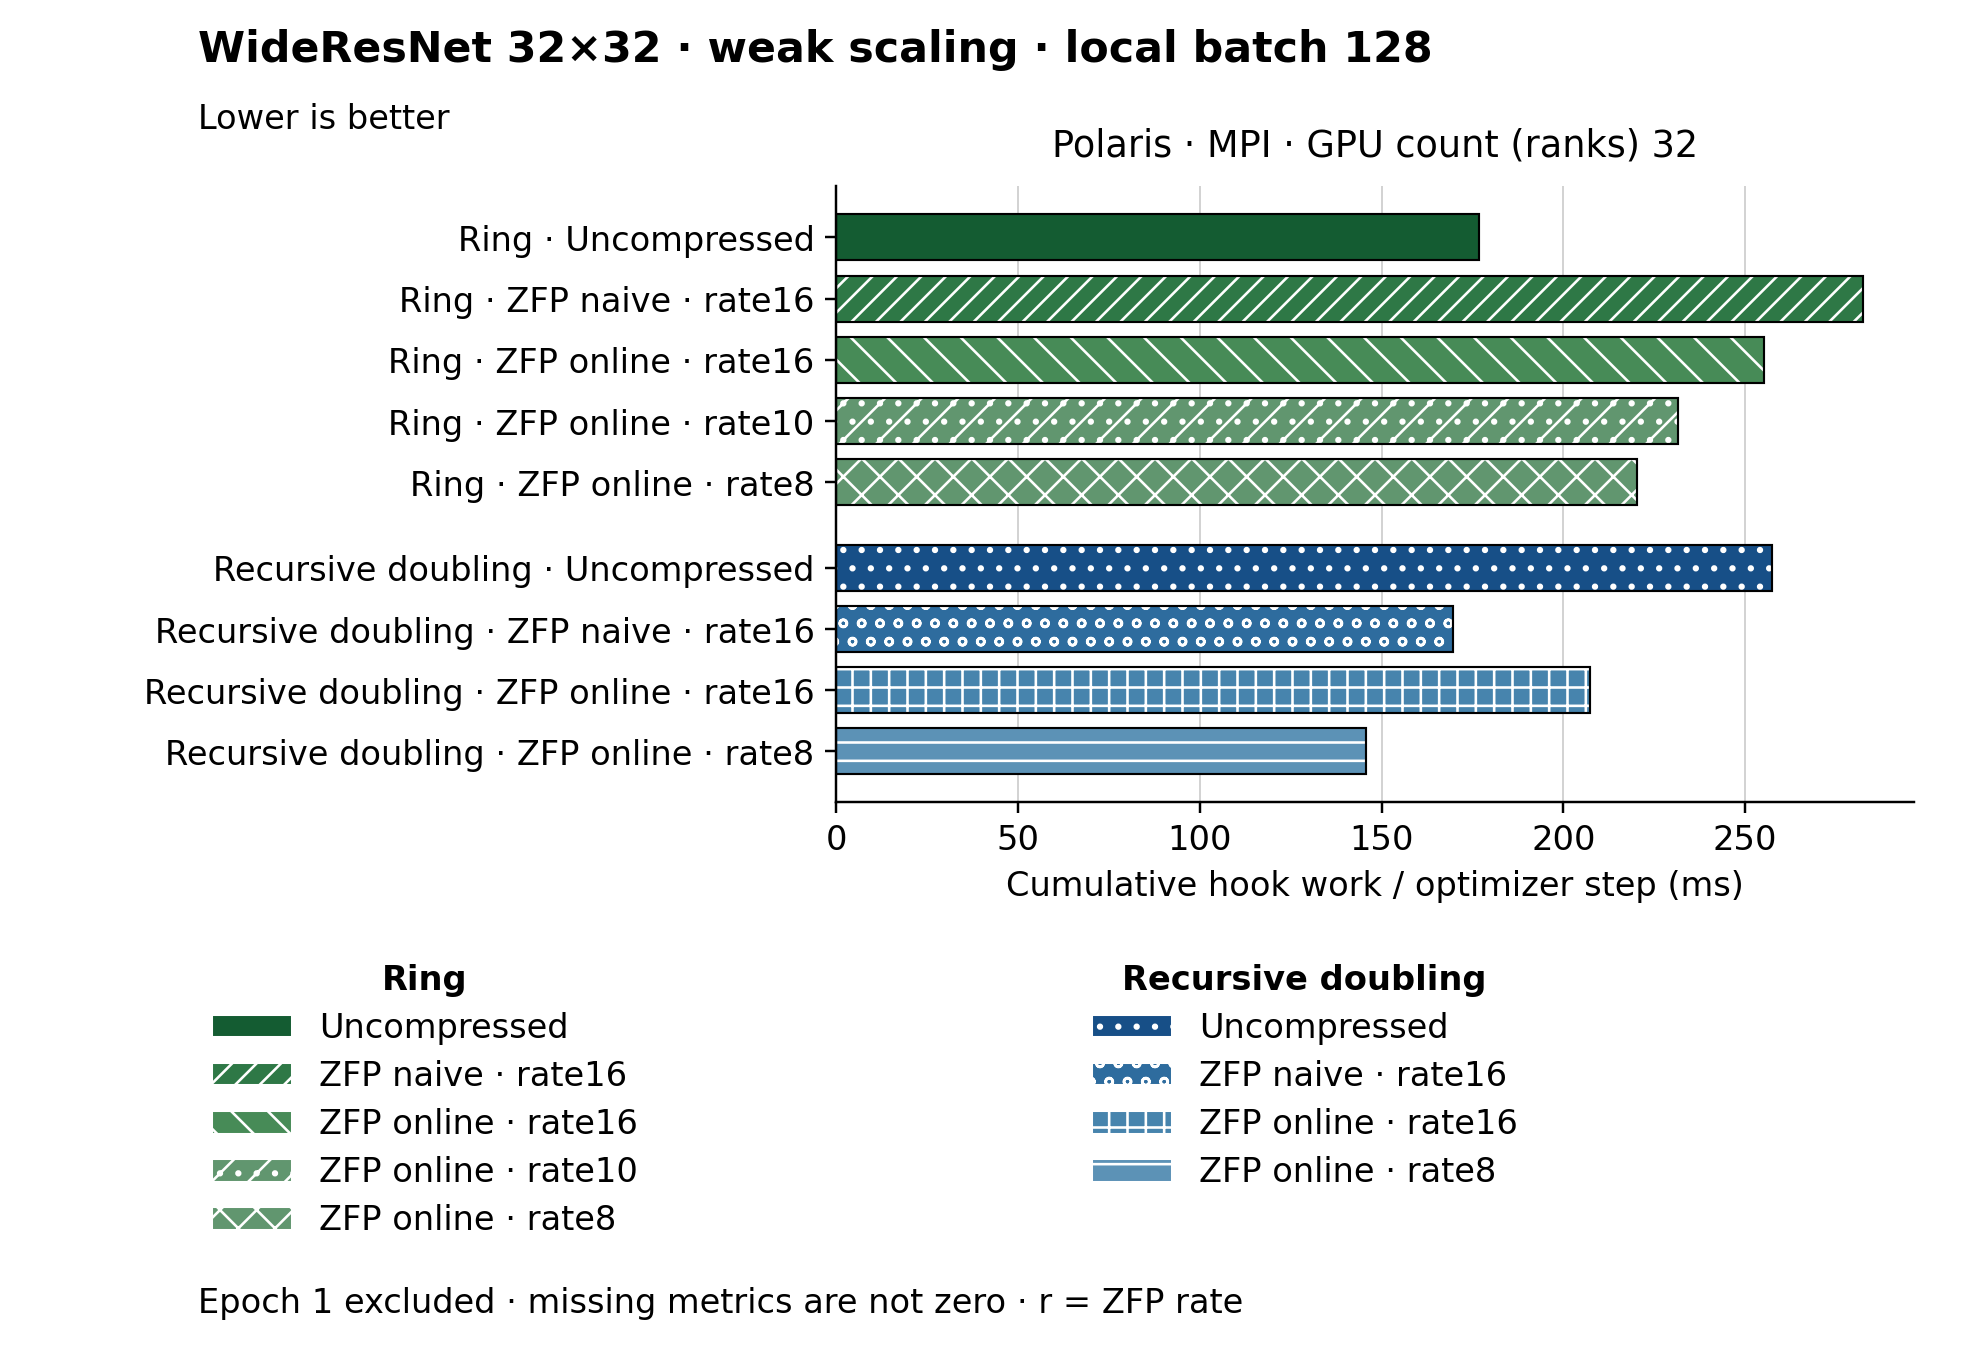 WideResNet 32×32 · weak scaling · local batch 128
Lower is better
Polaris · MPI · GPU count (ranks) 32
Ring · Uncompressed
Ring · ZFP naive · rate16
Ring · ZFP online · rate16
Ring · ZFP online · rate10
Ring · ZFP online · rate8
Recursive doubling · Uncompressed
Recursive doubling · ZFP naive · rate16
Recursive doubling · ZFP online · rate16
Recursive doubling · ZFP online · rate8
0 50 100 150 200 250
Cumulative hook work / optimizer step (ms)
Ring
Uncompressed
ZFP naive · rate16
ZFP online · rate16
ZFP online · rate10
ZFP online · rate8
Recursive doubling
Uncompressed
ZFP naive · rate16
ZFP online · rate16
ZFP online · rate8
Epoch 1 excluded · missing metrics are not zero · r = ZFP rate